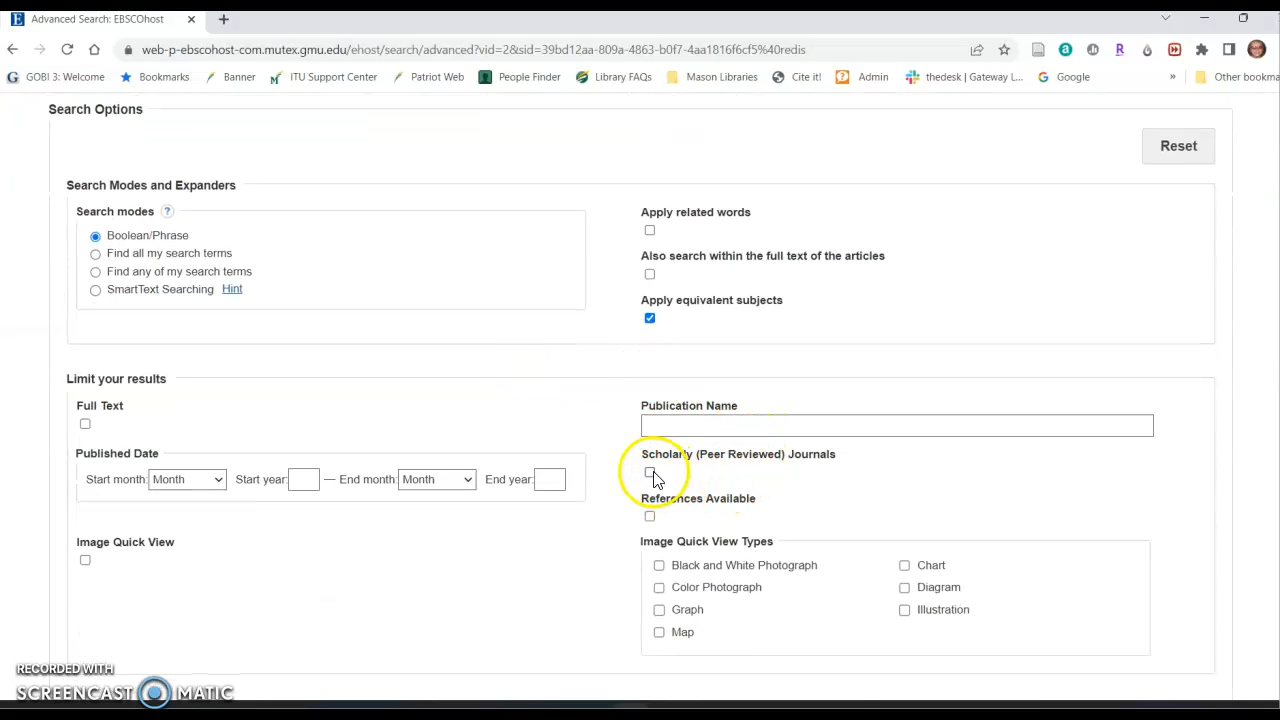 Advanced Search: EBSCOhost
web-p-ebscohost-com.mutex.gmu.edu/ehost/search/advanced?vid=2&sid=39bd12aa-809a-4863-b0f7-4aa1816f6cf5%40redis
GOBI 3: Welcome Bookmarks Banner ITU Support Center Patriot Web People Finder Library FAQs Mason Libraries Cite it! Admin thedesk | Gateway L... Google » Other bookma
Search Options
Reset
Search Modes and Expanders
Search modes ?
Boolean/Phrase
Find all my search terms
Find any of my search terms
SmartText Searching Hint
Apply related words
Also search within the full text of the articles
Apply equivalent subjects
Limit your results
Full Text
Published Date
Start month: Month Start year: — End month: Month End year:
Image Quick View
Publication Name
Scholarly (Peer Reviewed) Journals
References Available
Image Quick View Types
Black and White Photograph Chart
Color Photograph Diagram
Graph Illustration
Map
RECORDED WITH
SCREENCAST MATIC